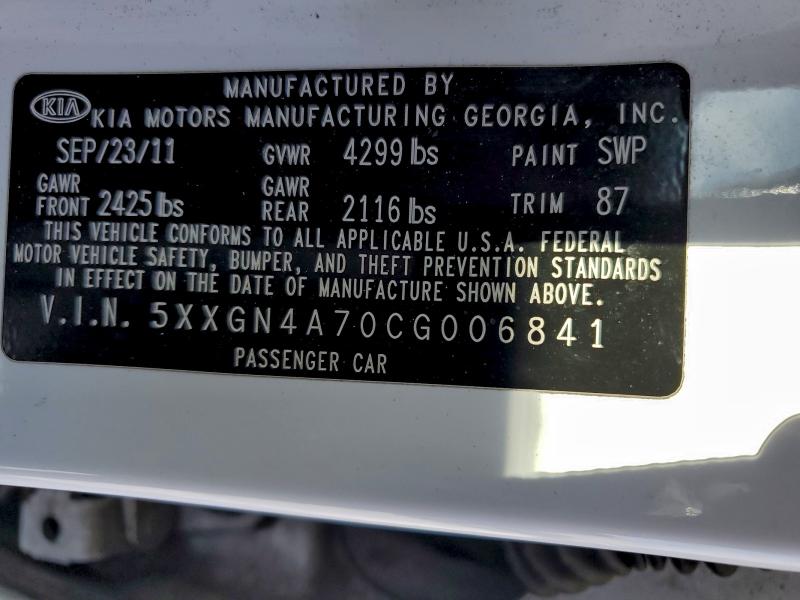 MANUFACTURED BY
KIA KIA MOTORS MANUFACTURING GEORGIA, INC.
SEP/23/11 GVWR 4299 lbs PAINT SWP
GAWR FRONT 2425 lbs GAWR REAR 2116 lbs TRIM 87
THIS VEHICLE CONFORMS TO ALL APPLICABLE U.S.A. FEDERAL
MOTOR VEHICLE SAFETY, BUMPER, AND THEFT PREVENTION STANDARDS
IN EFFECT ON THE DATE OF MANUFACTURE SHOWN ABOVE.
V.I.N. 5XXGN4A70CG006841
PASSENGER CAR